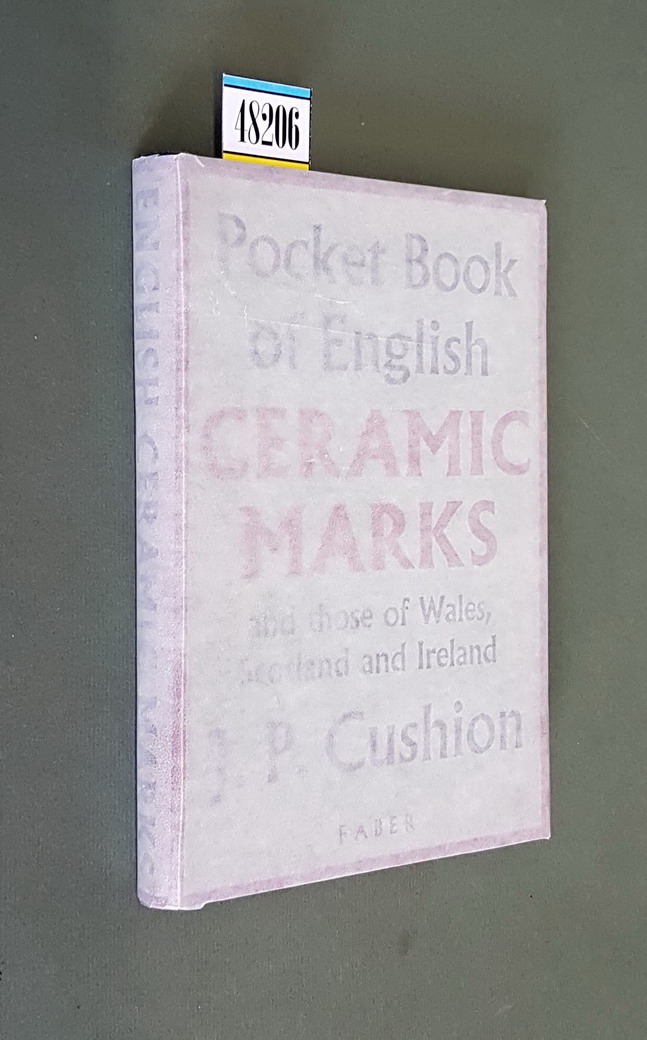 48206
Pocket Book
of English
CERAMIC
MARKS
and those of Wales,
Scotland and Ireland
J. P. Cushion
FABER
ENGLISH CERAMIC MARKS